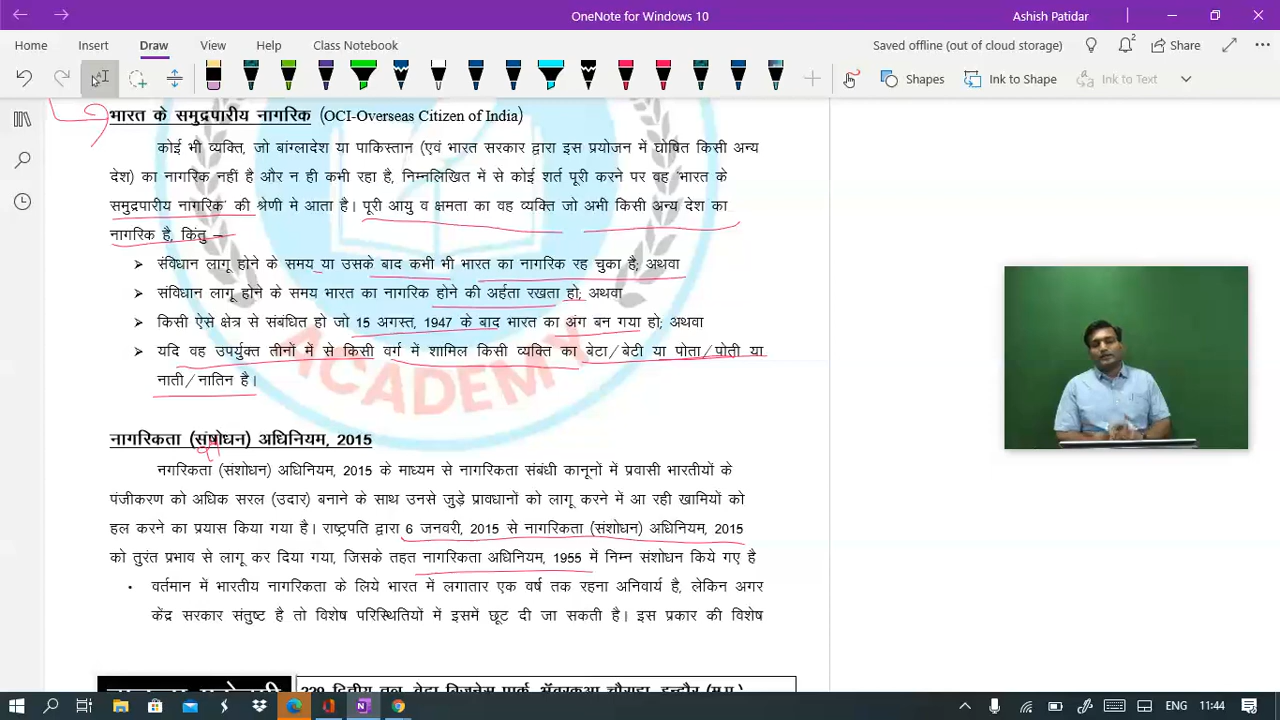 OneNote for Windows 10
Ashish Patidar
Home Insert Draw View Help Class Notebook
Saved offline (out of cloud storage)
Share
Shapes
Ink to Shape
Ink to Text
भारत के समुद्रपारीय नागरिक (OCI-Overseas Citizen of India)
कोई भी व्यक्ति, जो बांग्लादेश या पाकिस्तान (एवं भारत सरकार द्वारा इस प्रयोजन में घोषित किसी अन्य
देश) का नागरिक नहीं है और न ही कभी रहा है, निम्नलिखित में से कोई शर्त पूरी करने पर वह 'भारत के
समुद्रपारीय नागरिक' की श्रेणी मे आता है। पूरी आयु व क्षमता का वह व्यक्ति जो अभी किसी अन्य देश का
नागरिक है, किंतु –
➢ संविधान लागू होने के समय या उसके बाद कभी भी भारत का नागरिक रह चुका है; अथवा
➢ संविधान लागू होने के समय भारत का नागरिक होने की अर्हता रखता हो; अथवा
➢ किसी ऐसे क्षेत्र से संबंधित हो जो 15 अगस्त, 1947 के बाद भारत का अंग बन गया हो; अथवा
➢ यदि वह उपर्युक्त तीनों में से किसी वर्ग में शामिल किसी व्यक्ति का बेटा/बेटी या पोता/पोती या
नाती/नातिन है।
ACADEMY
नागरिकता (संषोधन) अधिनियम, 2015
श
नगरिकता (संशोधन) अधिनियम, 2015 के माध्यम से नागरिकता संबंधी कानूनों में प्रवासी भारतीयों के
पंजीकरण को अधिक सरल (उदार) बनाने के साथ उनसे जुड़े प्रावधानों को लागू करने में आ रही खामियों को
हल करने का प्रयास किया गया है। राष्ट्रपति द्वारा 6 जनवरी, 2015 से नागरिकता (संशोधन) अधिनियम, 2015
को तुरंत प्रभाव से लागू कर दिया गया, जिसके तहत नागरिकता अधिनियम, 1955 में निम्न संशोधन किये गए है
• वर्तमान में भारतीय नागरिकता के लिये भारत में लगातार एक वर्ष तक रहना अनिवार्य है, लेकिन अगर
केंद्र सरकार संतुष्ट है तो विशेष परिस्थितियों में इसमें छूट दी जा सकती है। इस प्रकार की विशेष
ENG 11:44